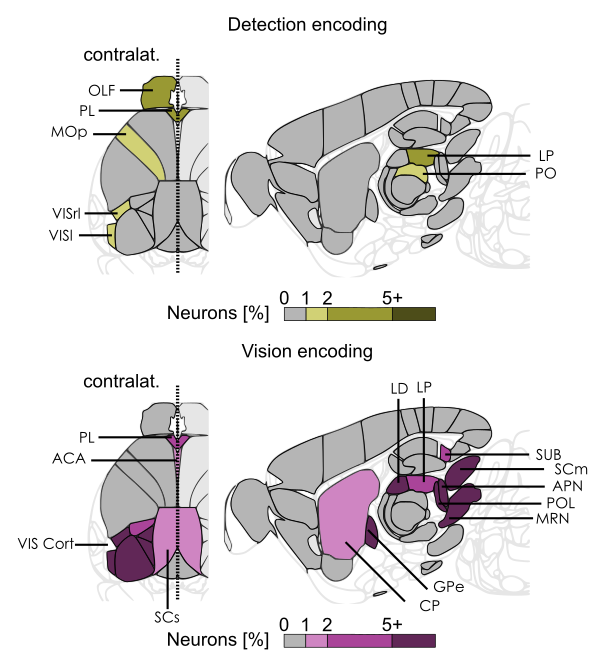 Detection encoding
contralat.
OLF
PL
MOp
VISrl
VISl
LP
PO
Neurons [%]
0 1 2 5+
Vision encoding
contralat.
PL
ACA
VIS Cort
SCs
LD LP
SUB
SCm
APN
POL
MRN
GPe
CP
Neurons [%]
0 1 2 5+